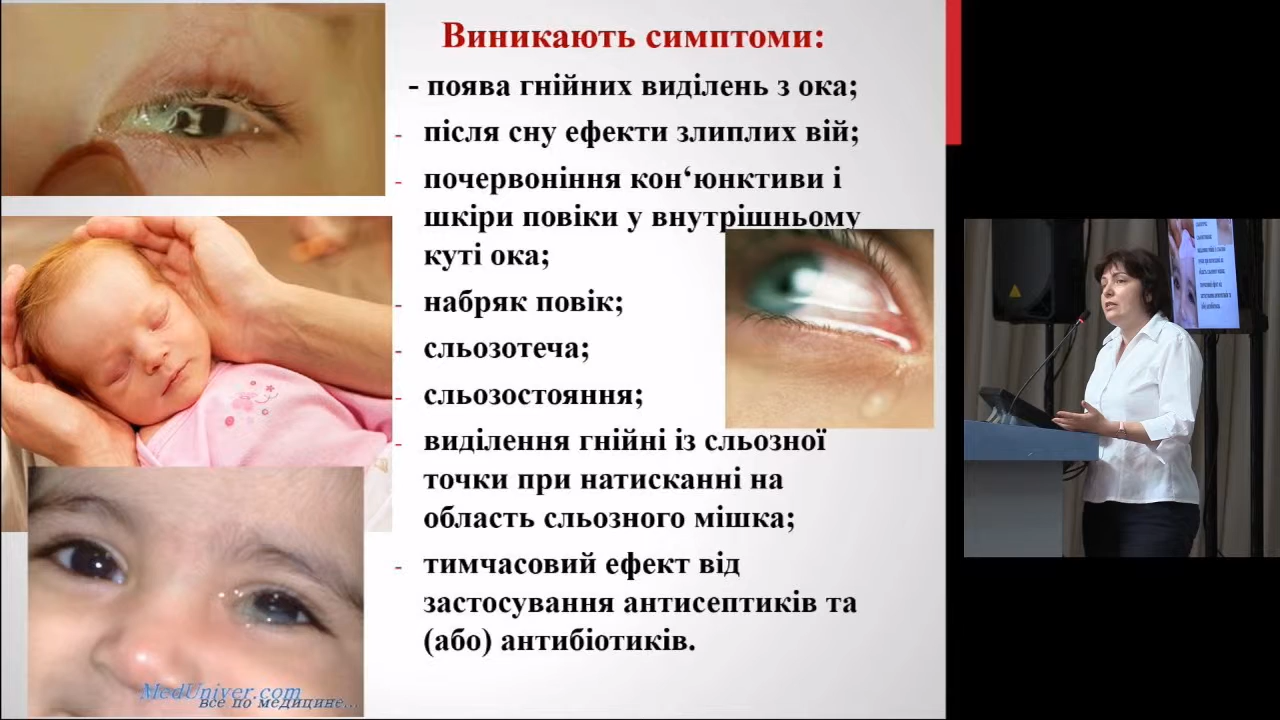 Виникають симптоми:
- поява гнійних виділень з ока;
- після сну ефекти злиплих вій;
- почервоніння кон‘юнктиви і
шкіри повіки у внутрішньому
куті ока;
- набряк повік;
- сльозотеча;
- сльозостояння;
- виділення гнійні із сльозної
точки при натисканні на
область сльозного мішка;
- тимчасовий ефект від
застосування антисептиків та
(або) антибіотиків.
MedUniver.com
все по медицине...